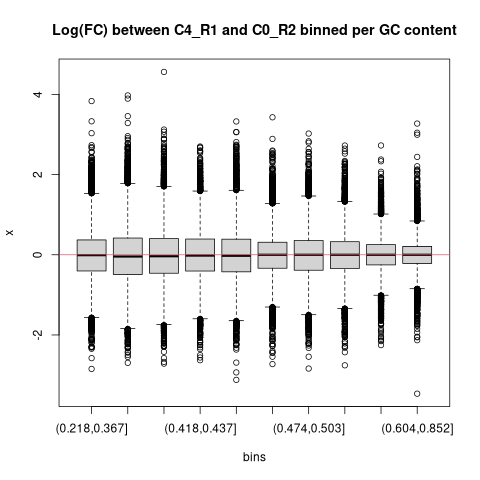 Log(FC) between C4_R1 and C0_R2 binned per GC content
4
2
0
-2
x
(0.218,0.367]
(0.418,0.437]
(0.474,0.503]
(0.604,0.852]
bins